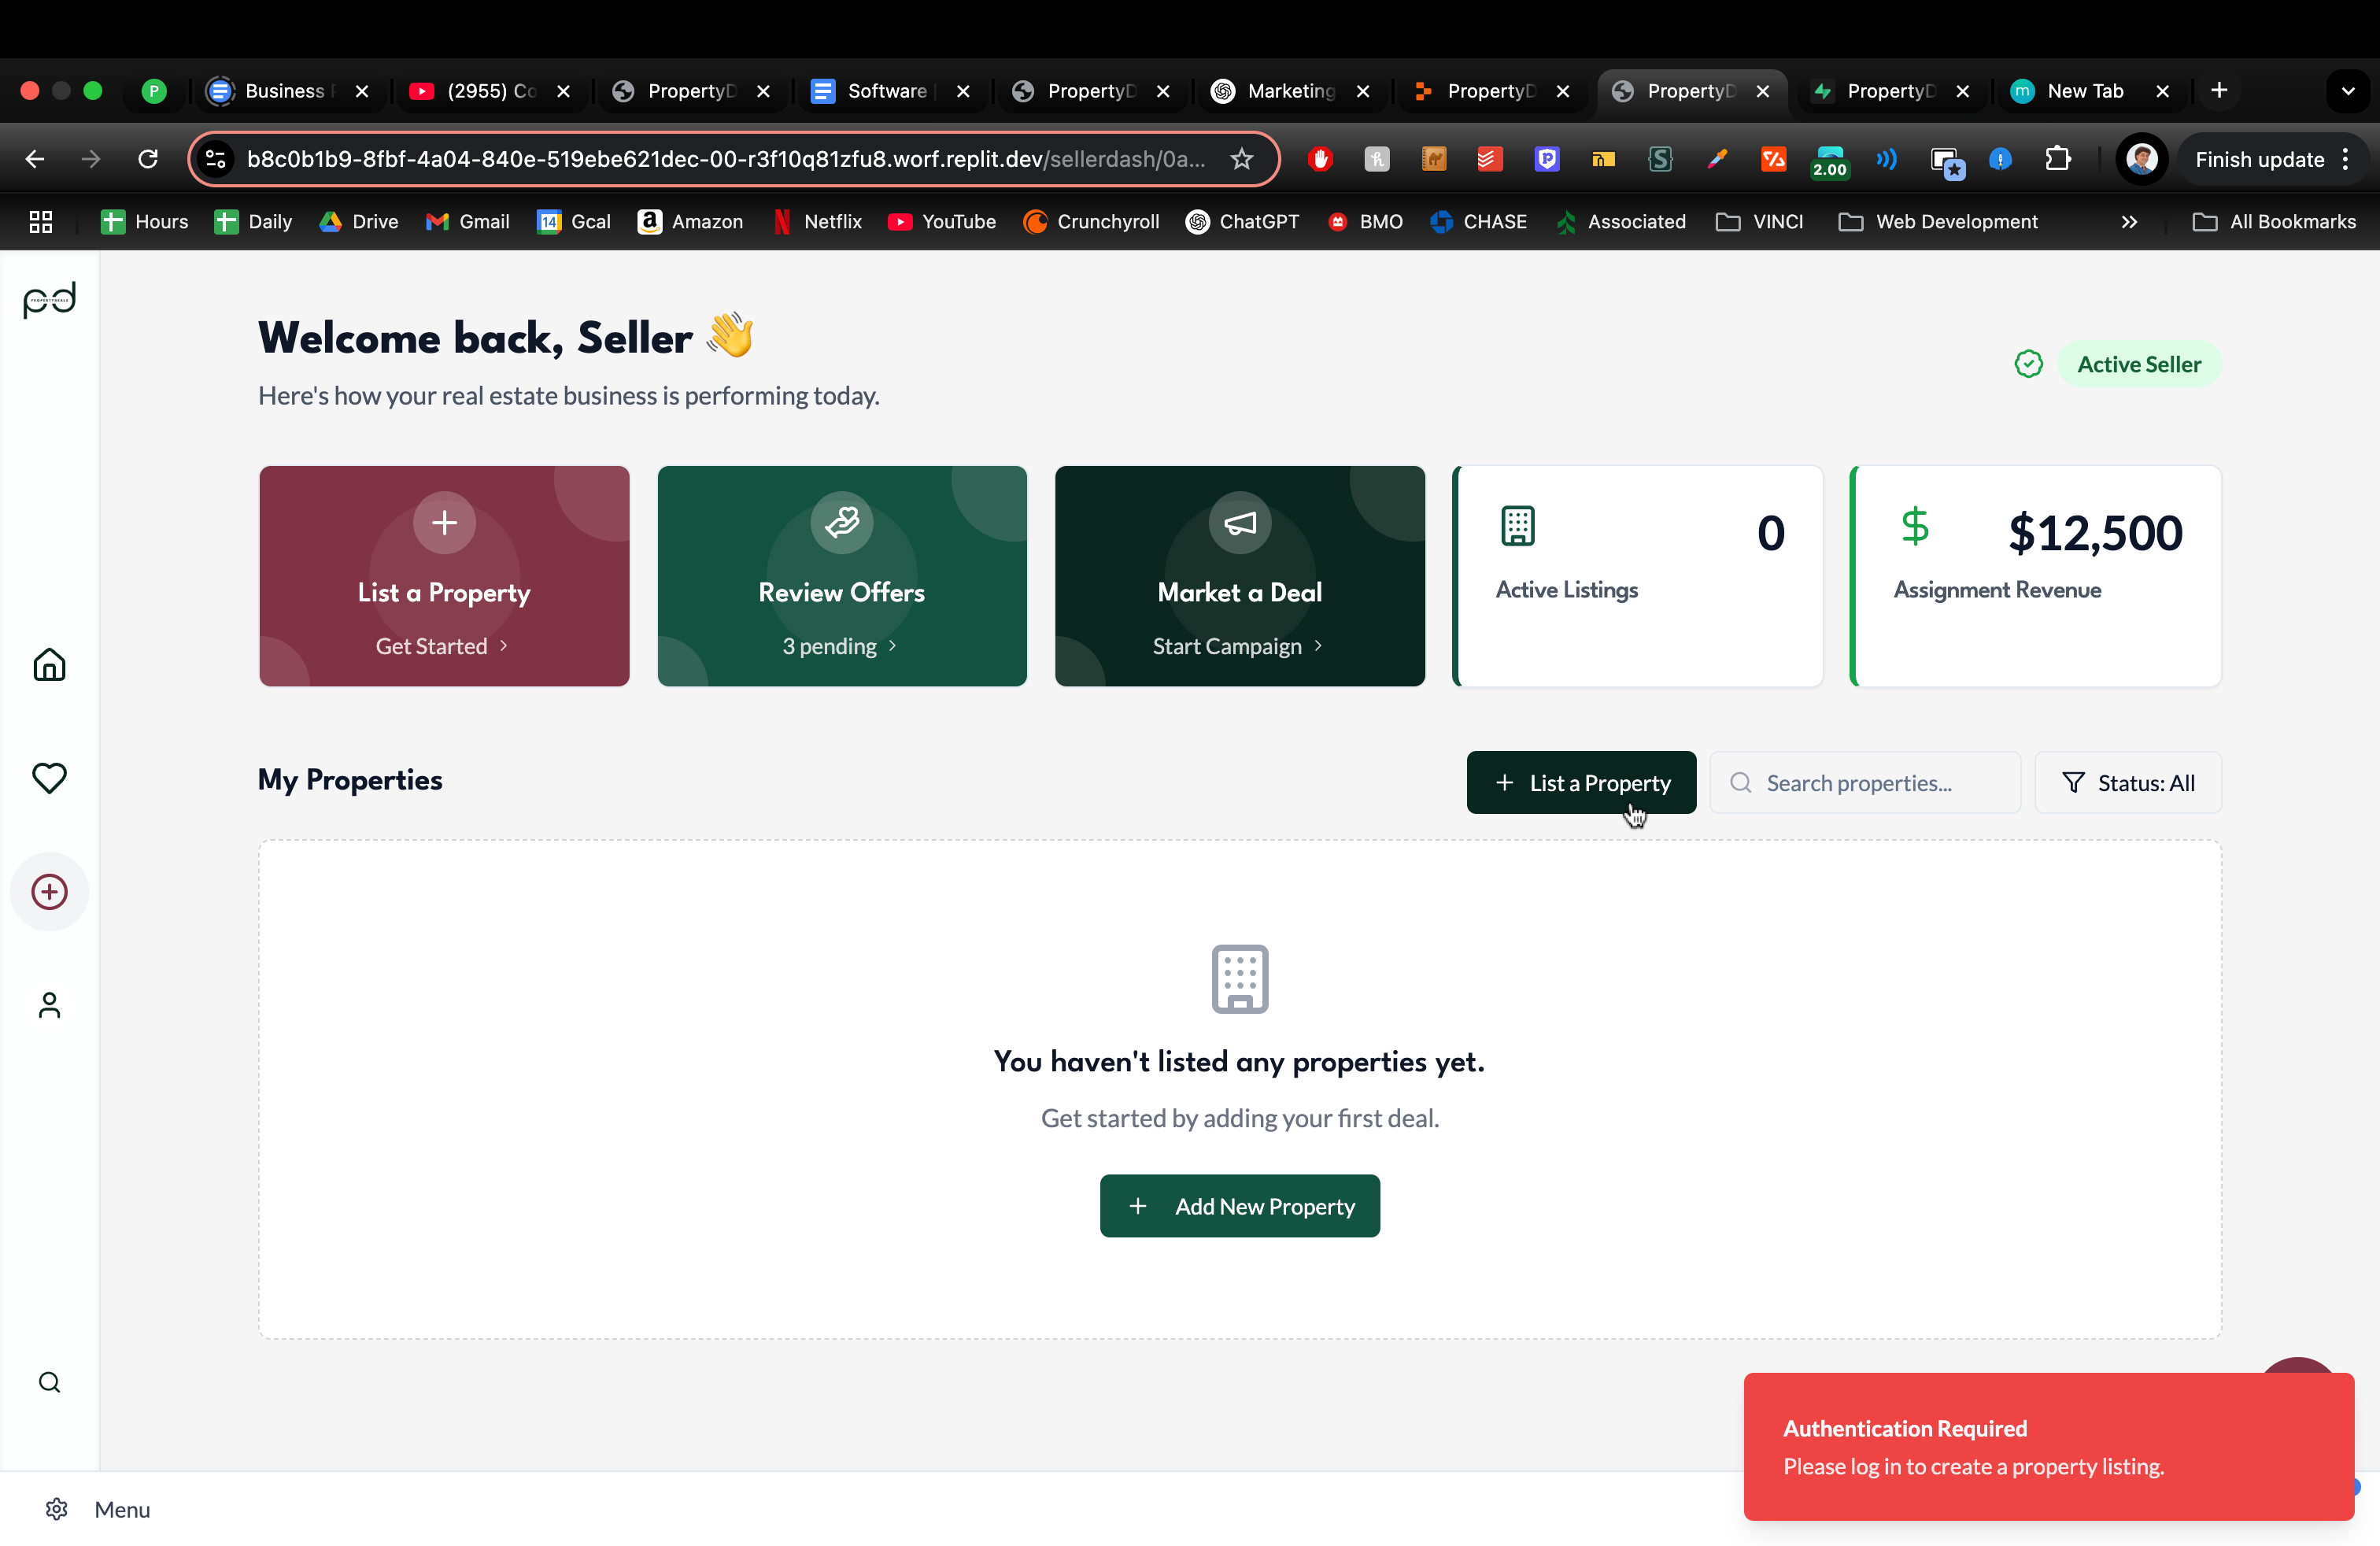 P
Business
(2955) Co
PropertyD
Software
PropertyD
Marketing
PropertyD
PropertyD
PropertyD
m
New Tab
b8c0b1b9-8fbf-4a04-840e-519ebe621dec-00-r3f10q81zfu8.worf.replit.dev/sellerdash/0a...
2.00
Finish update
Hours
Daily
Drive
Gmail
14
Gcal
Amazon
Netflix
YouTube
Crunchyroll
ChatGPT
BMO
CHASE
Associated
VINCI
Web Development
All Bookmarks
pd
Welcome back, Seller 👋
Here's how your real estate business is performing today.
Active Seller
List a Property
Get Started
Review Offers
3 pending
Market a Deal
Start Campaign
0
Active Listings
$12,500
Assignment Revenue
My Properties
List a Property
Search properties...
Status: All
You haven't listed any properties yet.
Get started by adding your first deal.
Add New Property
Authentication Required
Please log in to create a property listing.
Menu